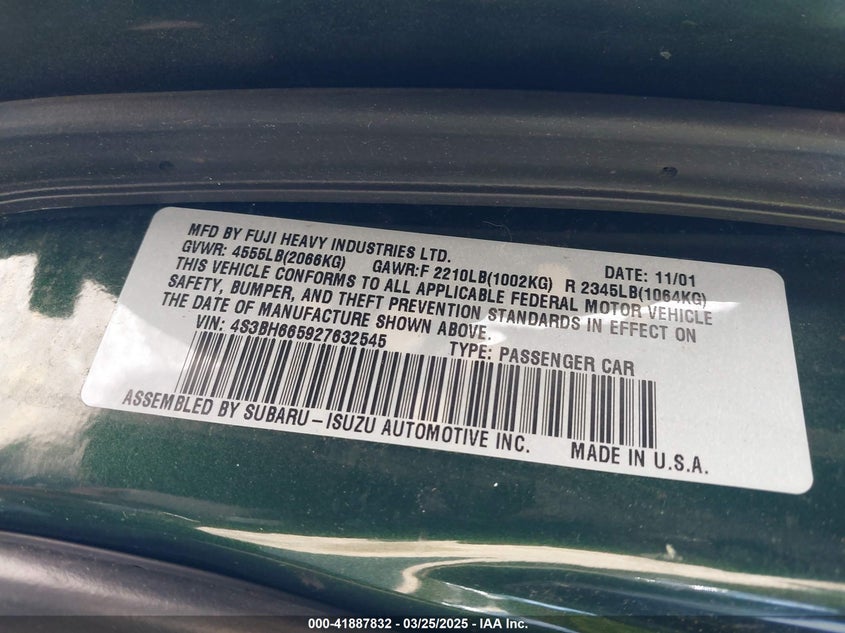 MFD BY FUJI HEAVY INDUSTRIES LTD. DATE: 11/01
GVWR: 4555LB(2066KG) GAWR:F 2210LB(1002KG) R 2345LB(1064KG)
THIS VEHICLE CONFORMS TO ALL APPLICABLE FEDERAL MOTOR VEHICLE
SAFETY, BUMPER, AND THEFT PREVENTION STANDARDS IN EFFECT ON
THE DATE OF MANUFACTURE SHOWN ABOVE.
VIN: 4S3BH665927632545 TYPE: PASSENGER CAR
ASSEMBLED BY SUBARU-ISUZU AUTOMOTIVE INC. MADE IN U.S.A.
000-41887832 - 03/25/2025 - IAA Inc.